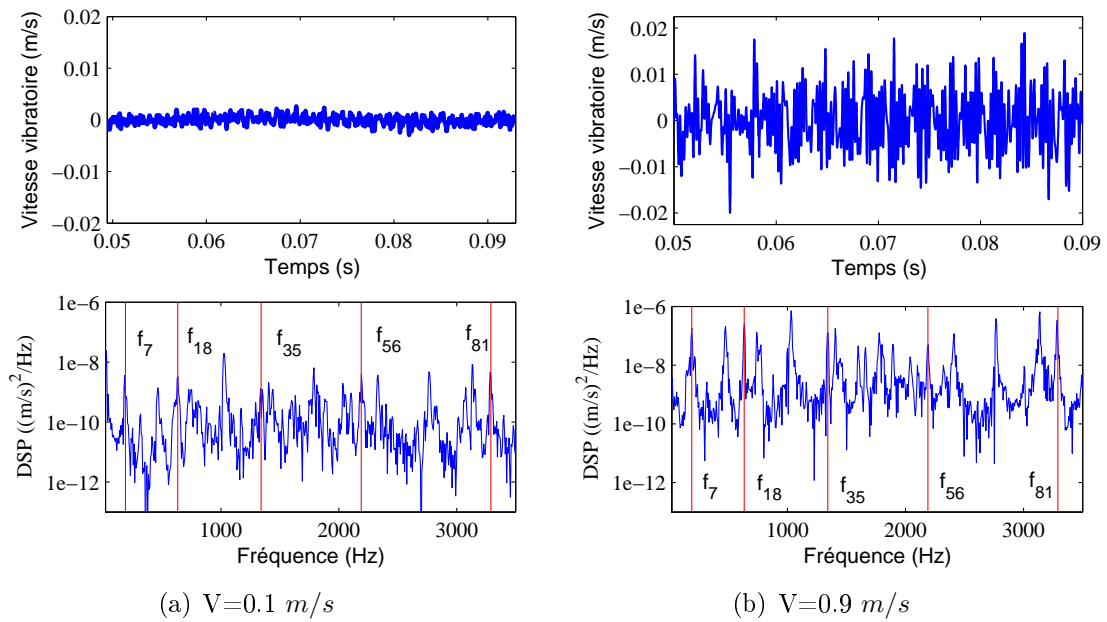 0.02
0.01
0
−0.01
−0.02
Vitesse vibratoire (m/s)
0.05 0.06 0.07 0.08 0.09
Temps (s)
0.02
0.01
0
−0.01
−0.02
Vitesse vibratoire (m/s)
0.05 0.06 0.07 0.08 0.09
Temps (s)
1e−6
1e−8
1e−10
1e−12
DSP ((m/s)²/Hz)
f₇ f₁₈ f₃₅ f₅₆ f₈₁
1000 2000 3000
Fréquence (Hz)
1e−6
1e−8
1e−10
1e−12
DSP ((m/s)²/Hz)
f₇ f₁₈ f₃₅ f₅₆ f₈₁
1000 2000 3000
Fréquence (Hz)
(a) V=0.1 m/s
(b) V=0.9 m/s